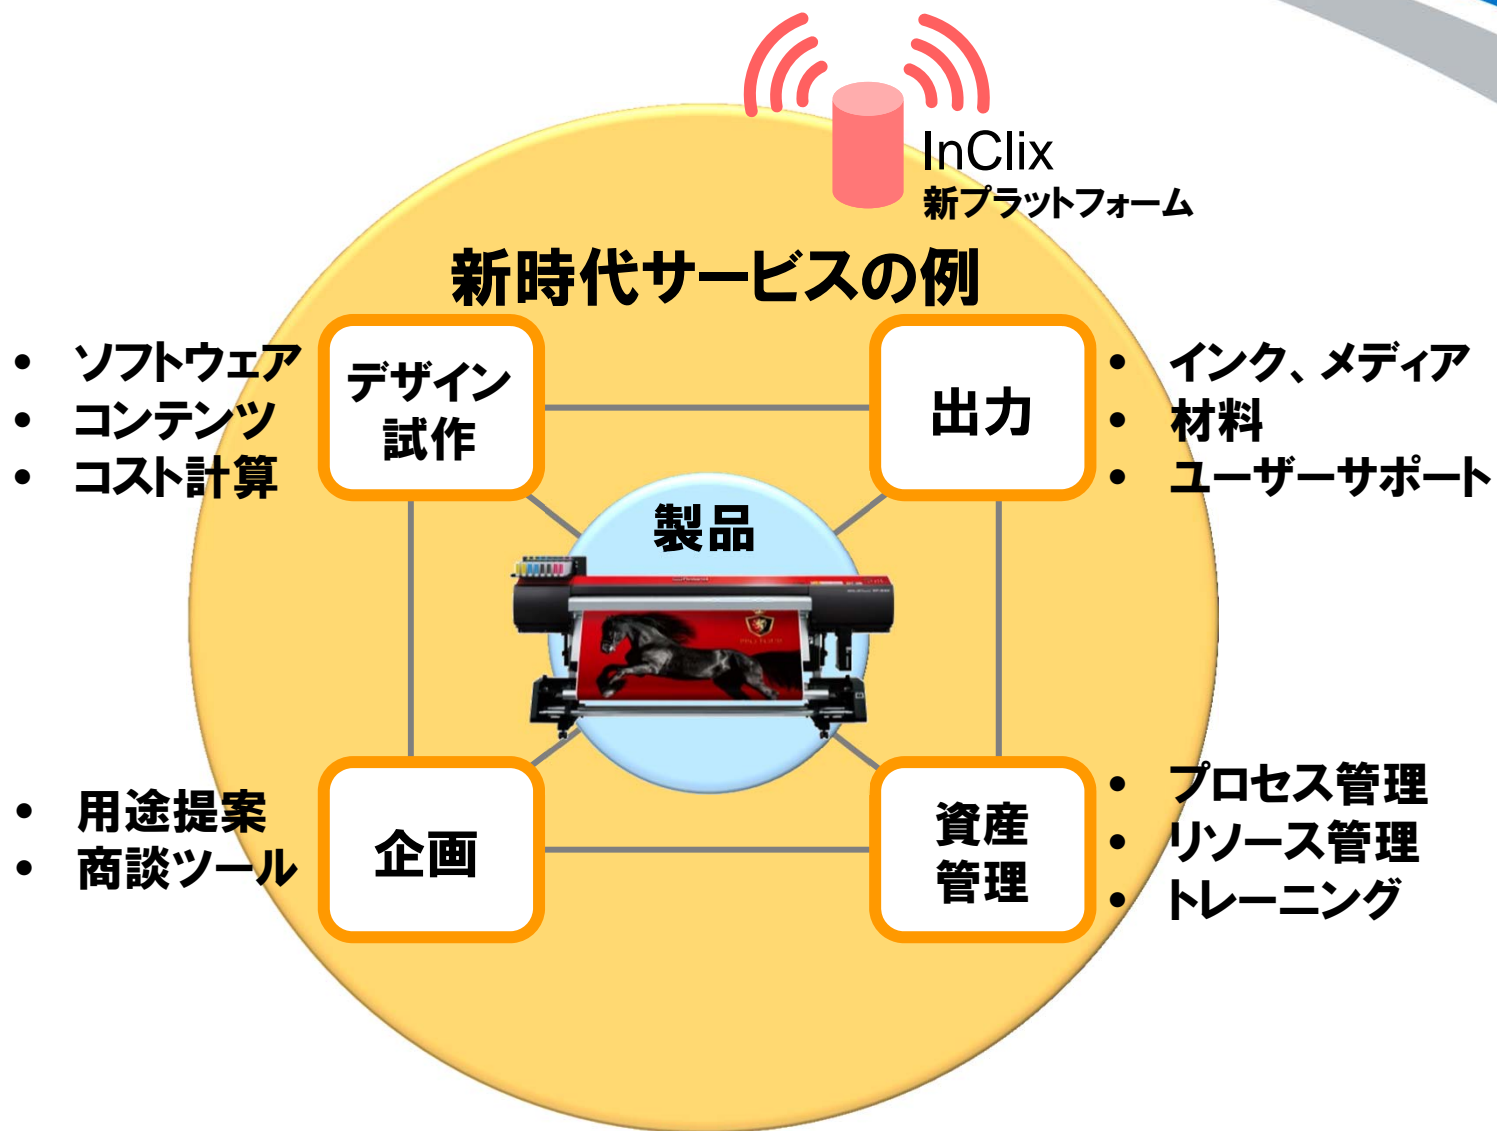 InClix
新プラットフォーム
新時代サービスの例
• ソフトウェア
• コンテンツ
• コスト計算
デザイン
試作
出力
• インク、メディア
• 材料
• ユーザーサポート
製品
Roland
• 用途提案
• 商談ツール
企画
資産
管理
• プロセス管理
• リソース管理
• トレーニング